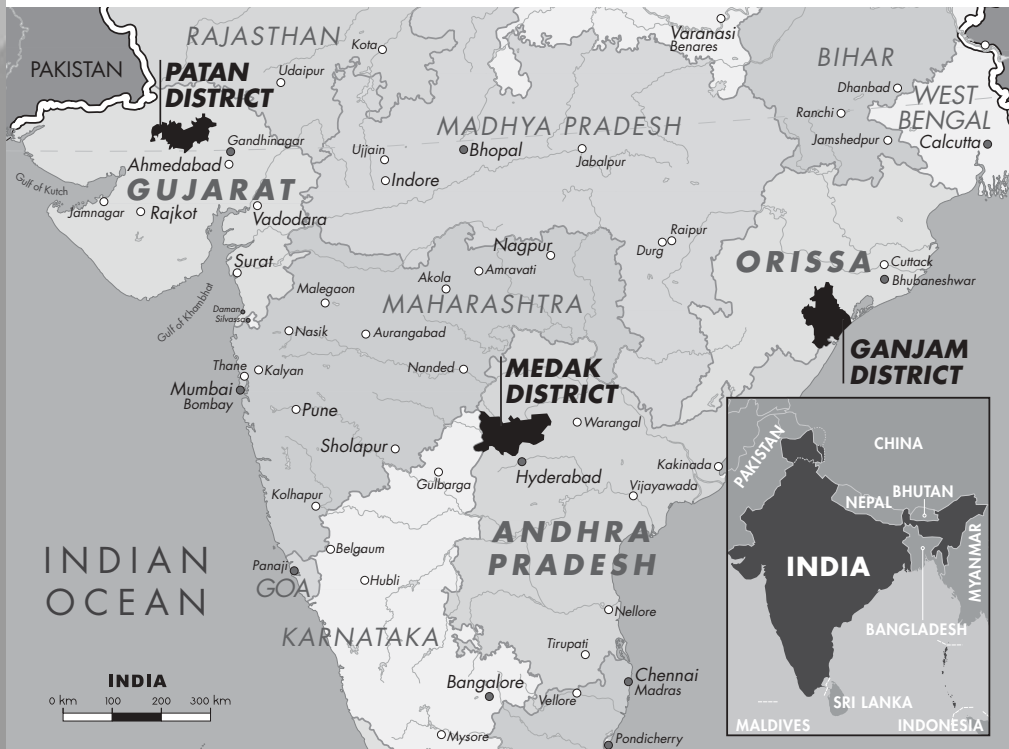 RAJASTHAN
Kota
Varanasi
Benares
BIHAR
PAKISTAN
PATAN
DISTRICT
Udaipur
Dhanbad
WEST
BENGAL
Ranchi
MADHYA PRADESH
Gandhinagar
Jamshedpur
Calcutta
Ahmedabad
Ujjain
Bhopal
Jabalpur
Gulf of Kutch
GUJARAT
Indore
Jamnagar
Rajkot
Vadodara
Raipur
Durg
Nagpur
Surat
Akola
Amravati
ORISSA
Cuttack
Bhubaneshwar
Malegaon
MAHARASHTRA
Gulf of Khambhat
Daman
Silvassa
Nasik
Aurangabad
GANJAM
DISTRICT
Thane
Kalyan
Nanded
MEDAK
DISTRICT
Mumbai
Bombay
Pune
Warangal
Sholapur
Hyderabad
Kakinada
Gulbarga
Vijayawada
Kolhapur
ANDHRA
PRADESH
INDIAN
OCEAN
Belgaum
Panaji
GOA
Hubli
Nellore
KARNATAKA
Tirupati
INDIA
0 km 100 200 300 km
Bangalore
Chennai
Madras
Vellore
Mysore
Pondicherry
PAKISTAN
CHINA
NEPAL
BHUTAN
INDIA
MYANMAR
BANGLADESH
SRI LANKA
MALDIVES
INDONESIA